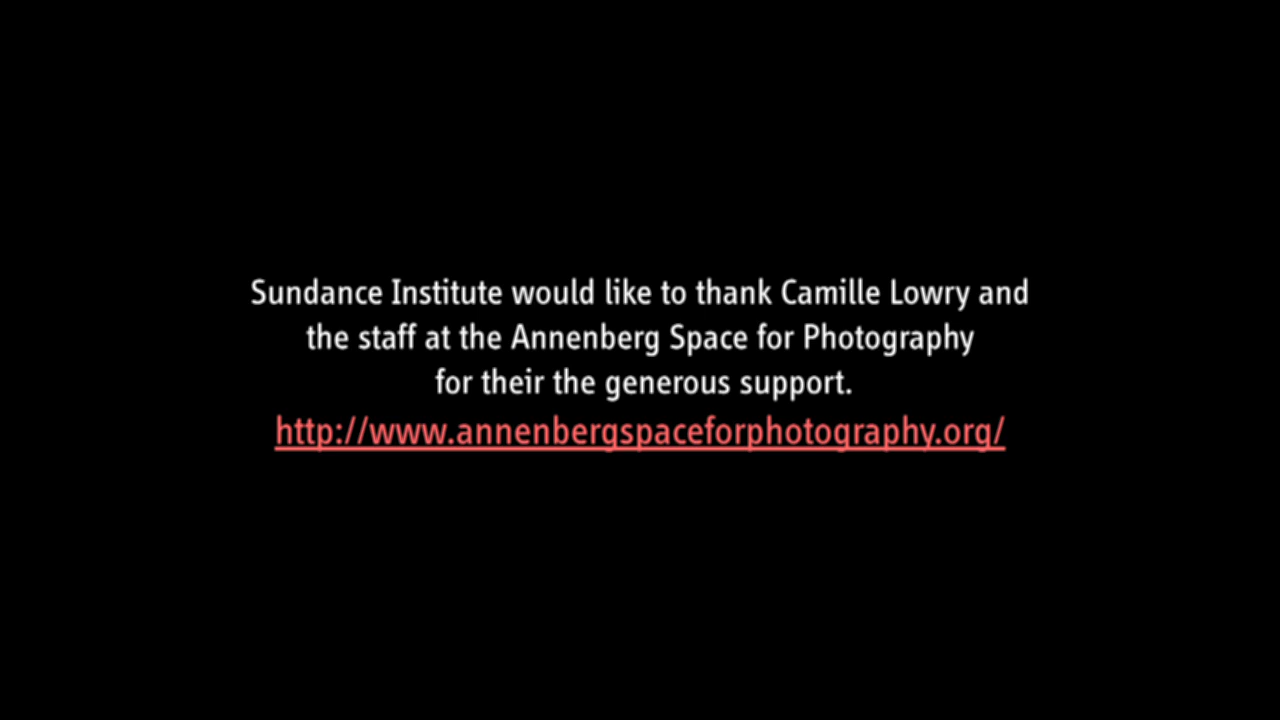 Sundance Institute would like to thank Camille Lowry and
the staff at the Annenberg Space for Photography
for their the generous support.
http://www.annenbergspaceforphotography.org/